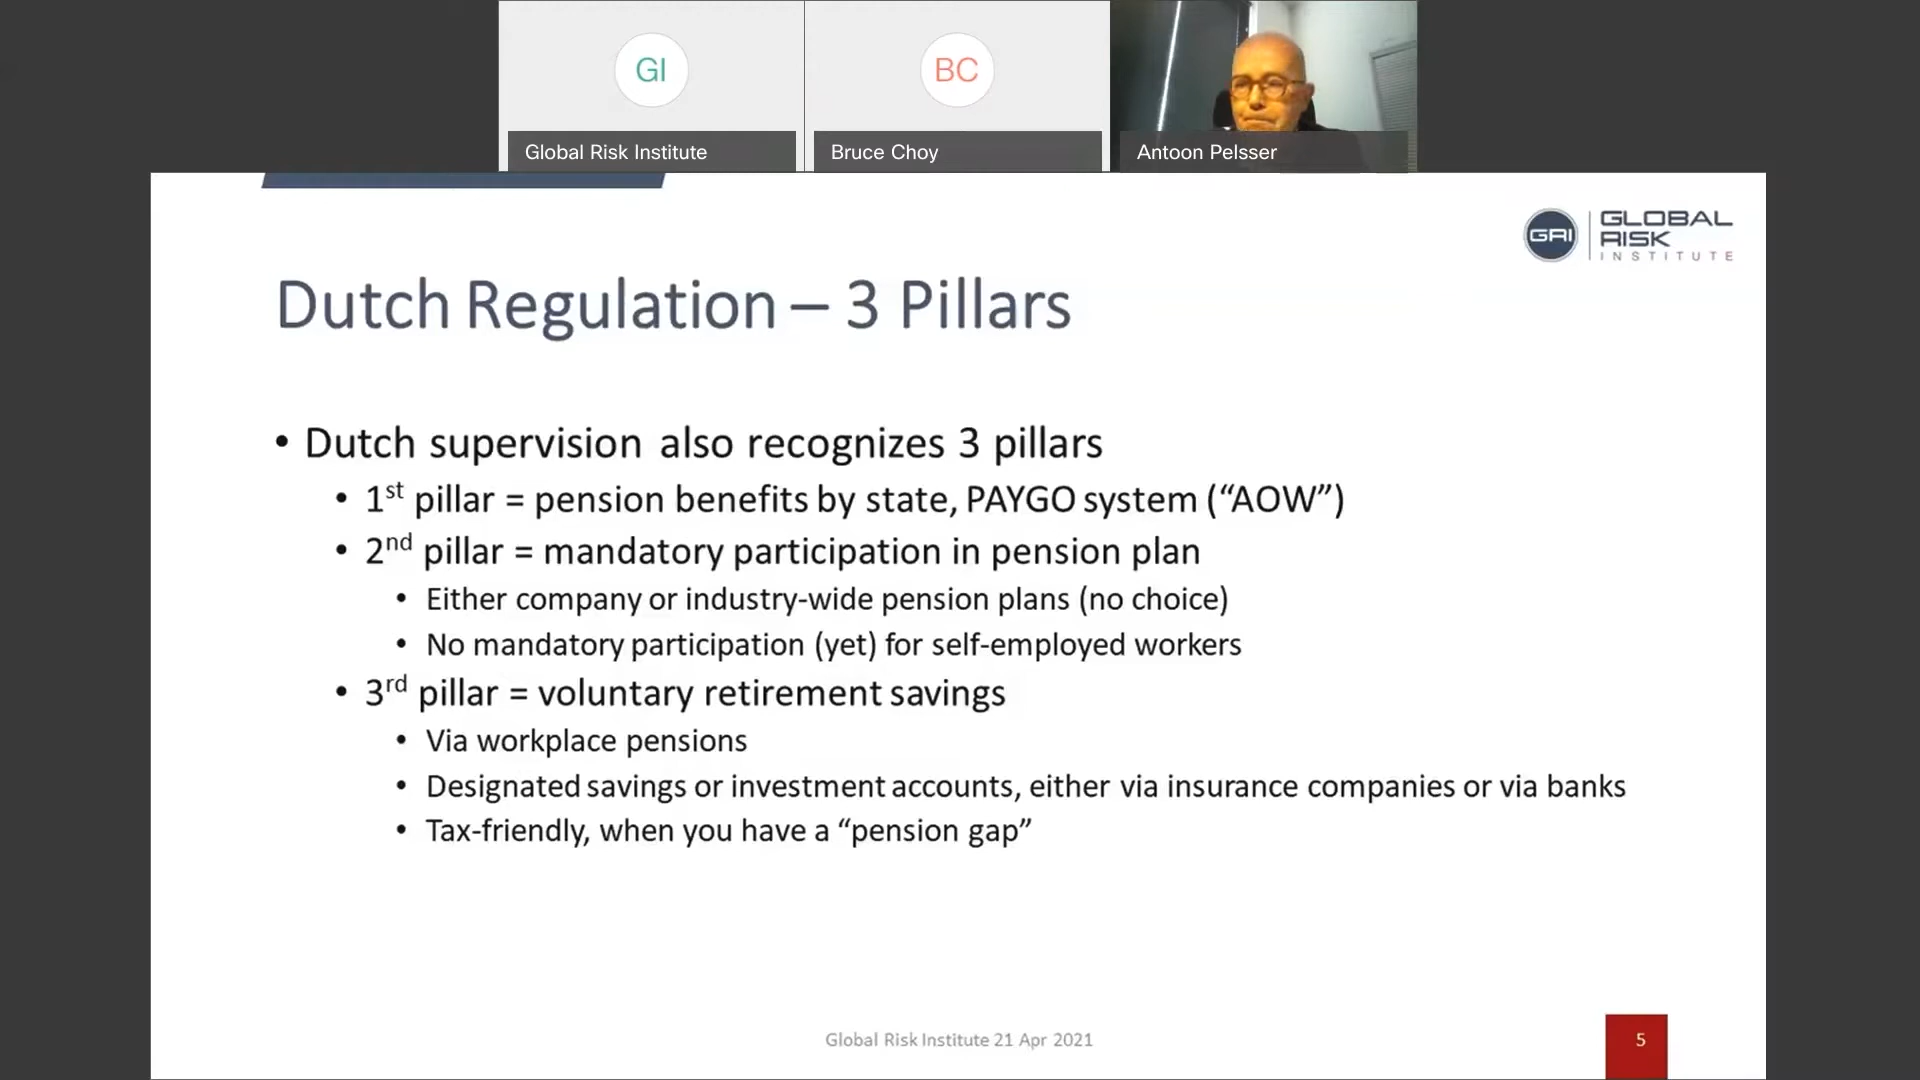 GI
BC
Global Risk Institute
Bruce Choy
Antoon Pelsser
GRI
GLOBAL
RISK
INSTITUTE
Dutch Regulation – 3 Pillars
• Dutch supervision also recognizes 3 pillars
• 1st pillar = pension benefits by state, PAYGO system (“AOW”)
• 2nd pillar = mandatory participation in pension plan
• Either company or industry-wide pension plans (no choice)
• No mandatory participation (yet) for self-employed workers
• 3rd pillar = voluntary retirement savings
• Via workplace pensions
• Designated savings or investment accounts, either via insurance companies or via banks
• Tax-friendly, when you have a “pension gap”
Global Risk Institute 21 Apr 2021
5